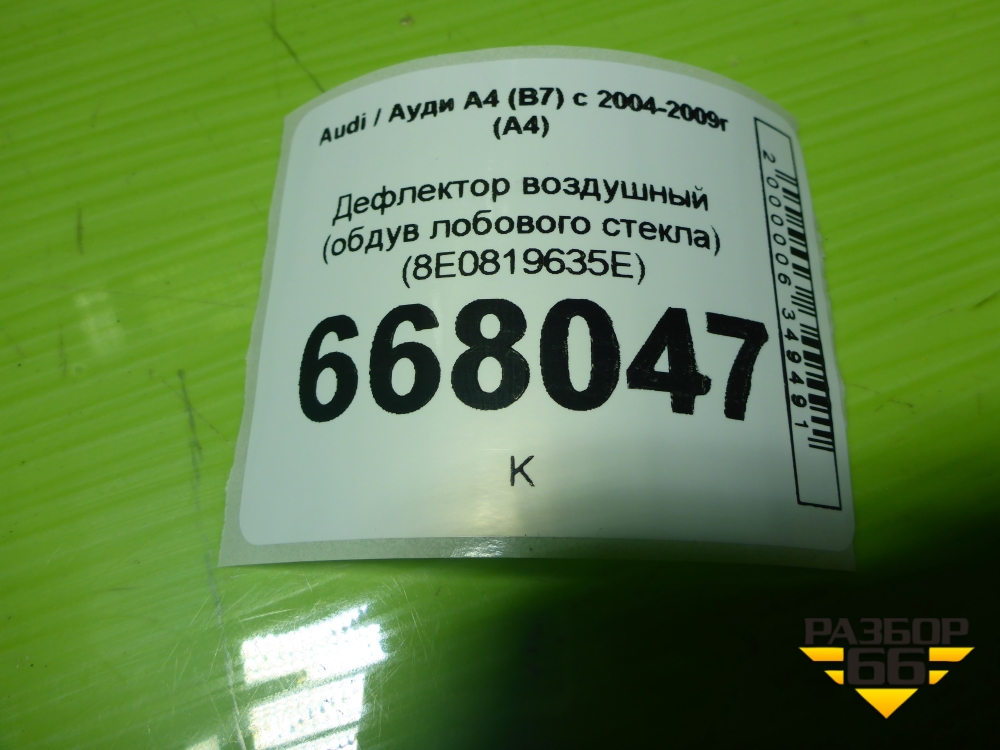 Audi / Ауди А4 (B7) с 2004-2009г
(A4)
Дефлектор воздушный
(обдув лобового стекла)
(8E0819635E)
668047
К
2000006349491
РАЗБОР
66